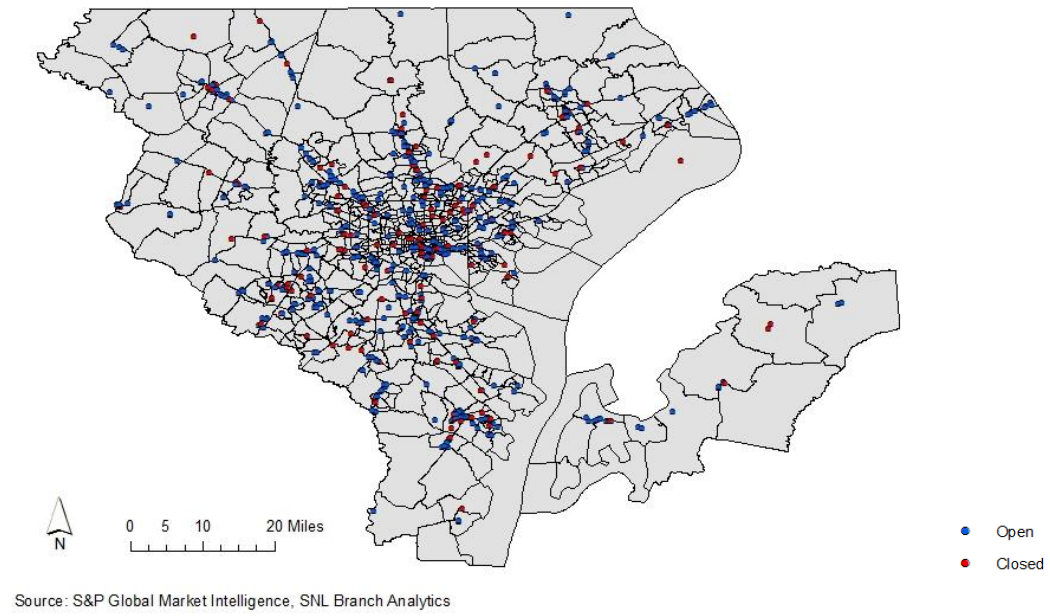 N
0 5 10 20 Miles
Open
Closed
Source: S&P Global Market Intelligence, SNL Branch Analytics